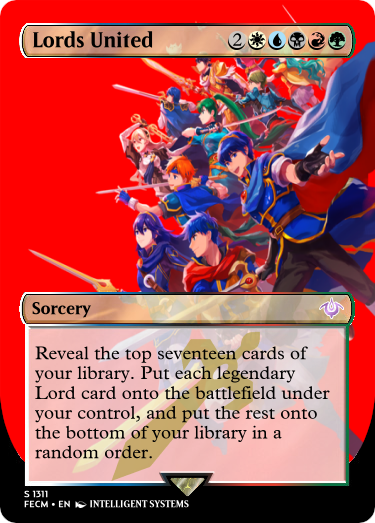 Lords United 2
Sorcery
Reveal the top seventeen cards of
your library. Put each legendary
Lord card onto the battlefield under
your control, and put the rest onto
the bottom of your library in a
random order.
S 1311
FECM • EN INTELLIGENT SYSTEMS